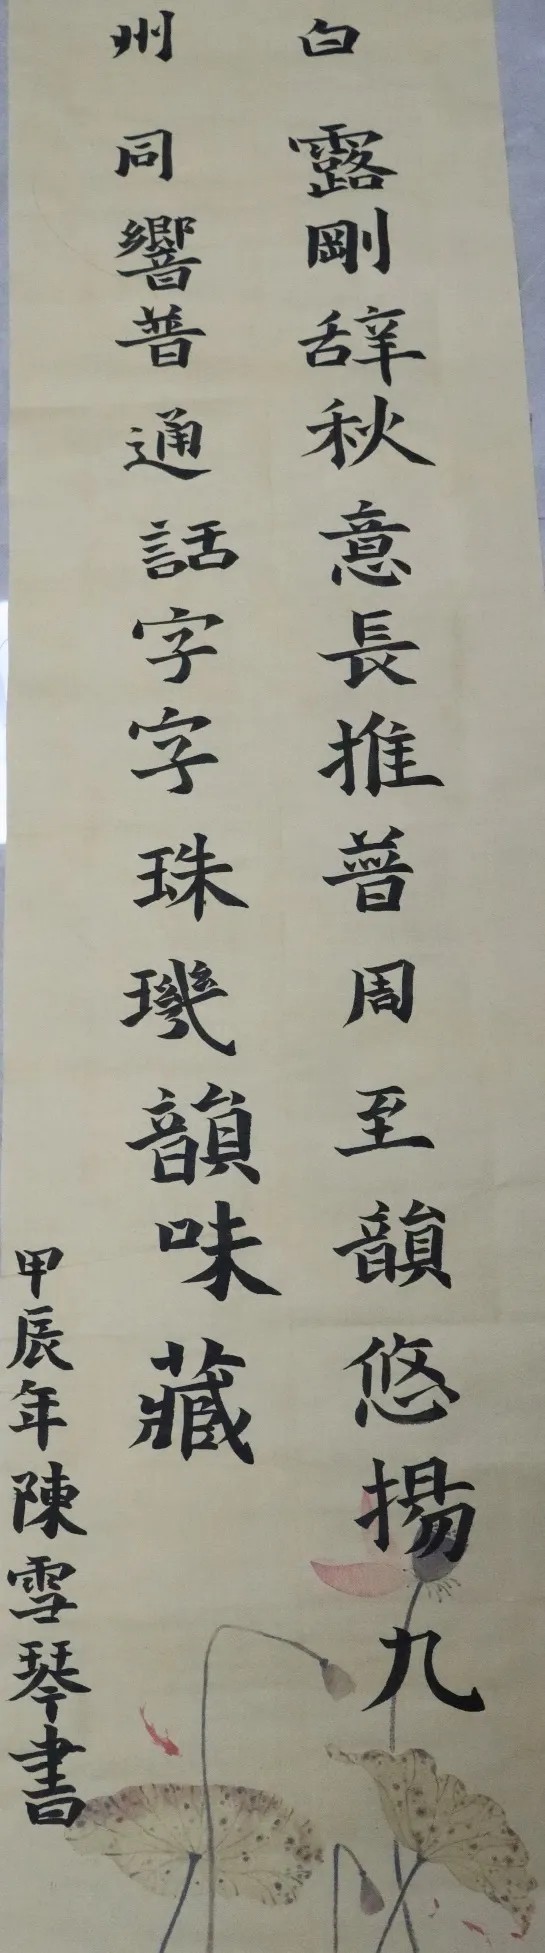 白露剛辞秋意長推普周至韻悠揚九
州同響普通話字字珠璣韻味藏
甲辰年陳雪琴書